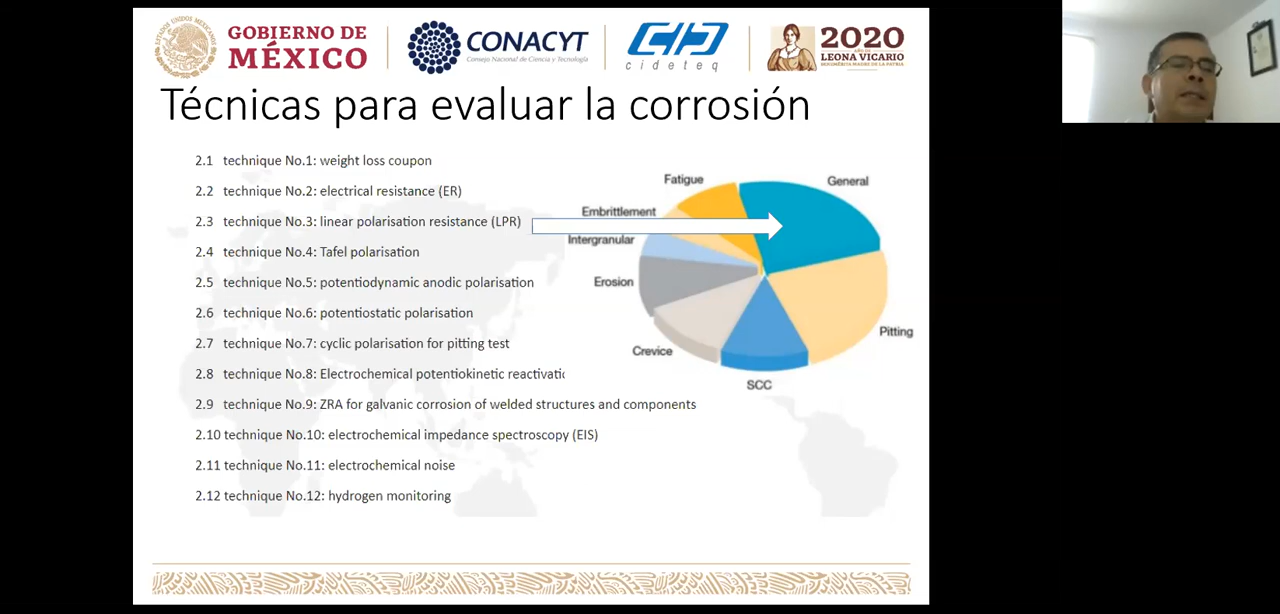 GOBIERNO DE
MÉXICO
CONACYT
Consejo Nacional de Ciencia y Tecnología
cideteq
2020
LEONA VICARIO
Técnicas para evaluar la corrosión
2.1 technique No.1: weight loss coupon
2.2 technique No.2: electrical resistance (ER)
2.3 technique No.3: linear polarisation resistance (LPR)
2.4 technique No.4: Tafel polarisation
2.5 technique No.5: potentiodynamic anodic polarisation
2.6 technique No.6: potentiostatic polarisation
2.7 technique No.7: cyclic polarisation for pitting test
2.8 technique No.8: Electrochemical potentiokinetic reactivatic
2.9 technique No.9: ZRA for galvanic corrosion of welded structures and components
2.10 technique No.10: electrochemical impedance spectroscopy (EIS)
2.11 technique No.11: electrochemical noise
2.12 technique No.12: hydrogen monitoring
Fatigue
General
Embrittlement
Intergranular
Erosion
Pitting
Crevice
SCC